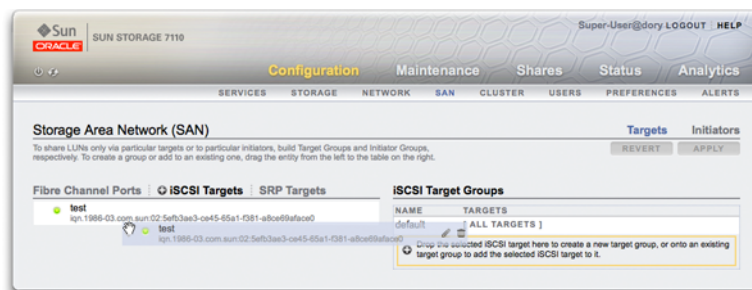 Sun
ORACLE
SUN STORAGE 7110
Super-User@dory LOGOUT HELP
Configuration Maintenance Shares Status Analytics
SERVICES STORAGE NETWORK SAN CLUSTER USERS PREFERENCES ALERTS
Storage Area Network (SAN)
Targets Initiators
To share LUNs only via particular targets or to particular initiators, build Target Groups and Initiator Groups,
respectively. To create a group or add to an existing one, drag the entity from the left to the table on the right.
REVERT APPLY
Fibre Channel Ports iSCSI Targets SRP Targets
test
iqn.1986-03.com.sun:02:5efb3ae3-ce45-65a1-f381-a8ce69aface0
test
iqn.1986-03.com.sun:02:5efb3ae3-ce45-65a1-f381-a8ce69aface0
iSCSI Target Groups
NAME TARGETS
default [ ALL TARGETS ]
Drop the selected iSCSI target here to create a new target group, or onto an existing
target group to add the selected iSCSI target to it.